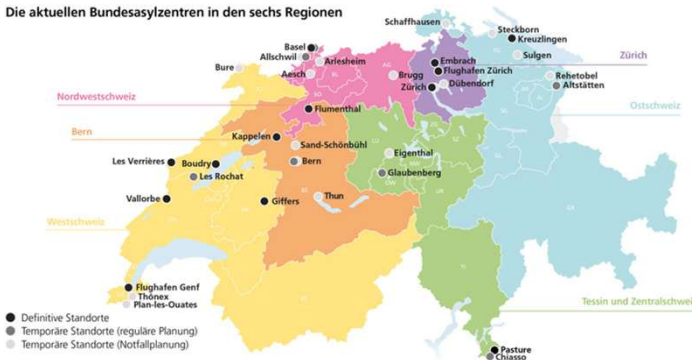 Die aktuellen Bundesasylzentren in den sechs Regionen
Schaffhausen
Steckborn
Kreuzlingen
Basel
Allschwil
Arlesheim
Embrach
Sulgen
Zürich
Bure
Aesch
Brugg
Flughafen Zürich
Rehetobel
Zürich
Dübendorf
Altstätten
Nordwestschweiz
Flumenthal
Ostschweiz
Bern
Kappelen
Sand-Schönbühl
Eigenthal
Les Verrières
Boudry
Bern
Les Rochat
Glaubenberg
Vallorbe
Giffers
Thun
Westschweiz
Flughafen Genf
Thônex
Plan-les-Ouates
Tessin und Zentralschweiz
Definitive Standorte
Temporäre Standorte (reguläre Planung)
Temporäre Standorte (Notfallplanung)
Pasture
Chiasso